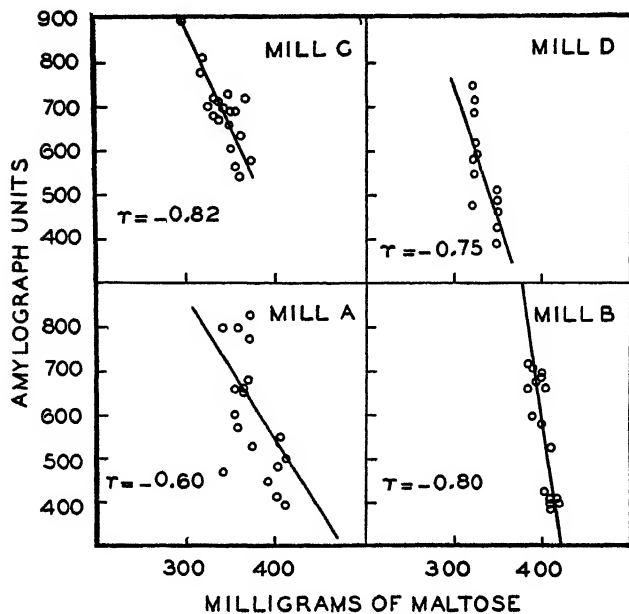 AMYLOGRAPH UNITS
900
800
700
600
500
400
MILL C
r=-0.82
MILL D
r=-0.75
800
700
600
500
400
MILL A
r=-0.60
MILL B
r=-0.80
300
400
300
400
MILLIGRAMS OF MALTOSE